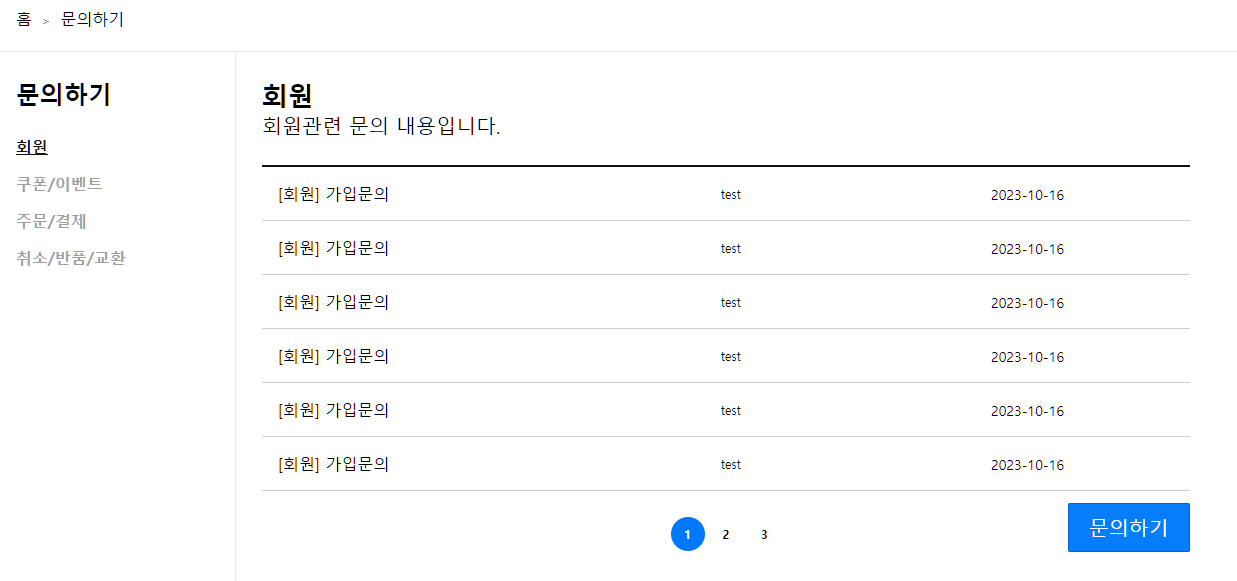 홈 > 문의하기
문의하기
회원
쿠폰/이벤트
주문/결제
취소/반품/교환
회원
회원관련 문의 내용입니다.
[회원] 가입문의 test 2023-10-16
[회원] 가입문의 test 2023-10-16
[회원] 가입문의 test 2023-10-16
[회원] 가입문의 test 2023-10-16
[회원] 가입문의 test 2023-10-16
[회원] 가입문의 test 2023-10-16
1 2 3
문의하기